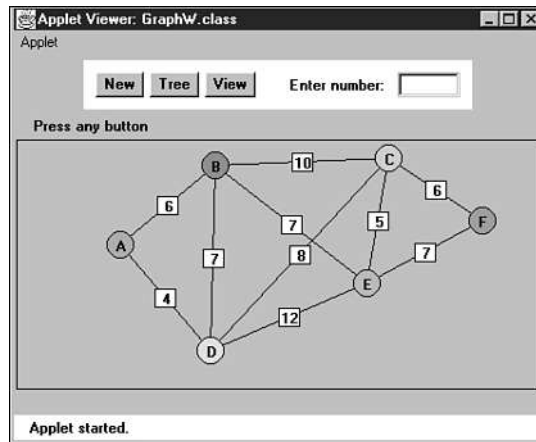 Applet Viewer: GraphW.class
Applet
New Tree View Enter number:
Press any button
B 10 C
6 6
7 5 F
A 7 8 7
E
4
12
D
Applet started.